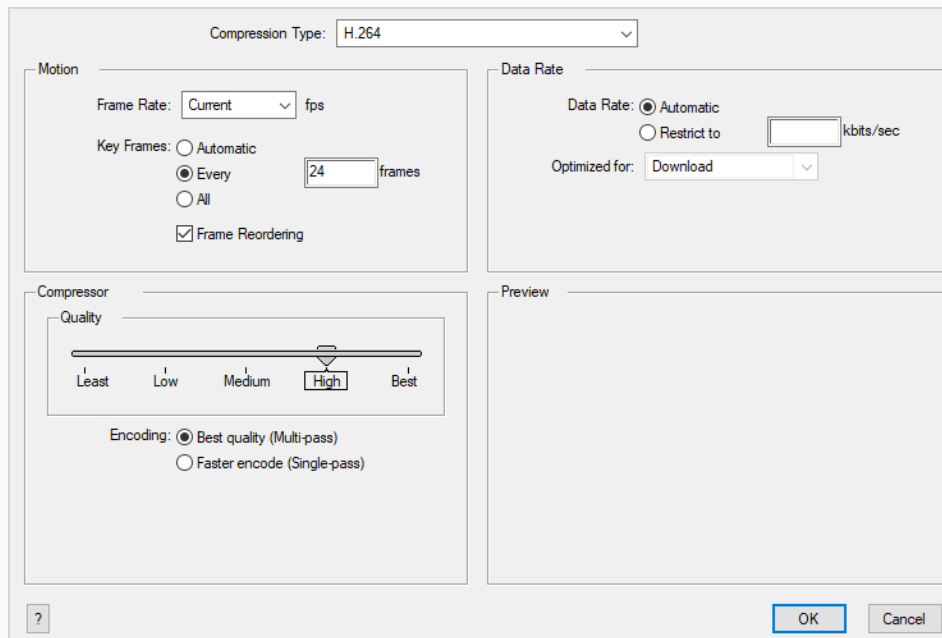 Compression Type: H.264
Motion
Frame Rate: Current fps
Key Frames: Automatic
Every 24 frames
All
Frame Reordering
Data Rate
Data Rate: Automatic
Restrict to kbits/sec
Optimized for: Download
Compressor
Quality
Least Low Medium High Best
Encoding: Best quality (Multi-pass)
Faster encode (Single-pass)
Preview
? OK Cancel